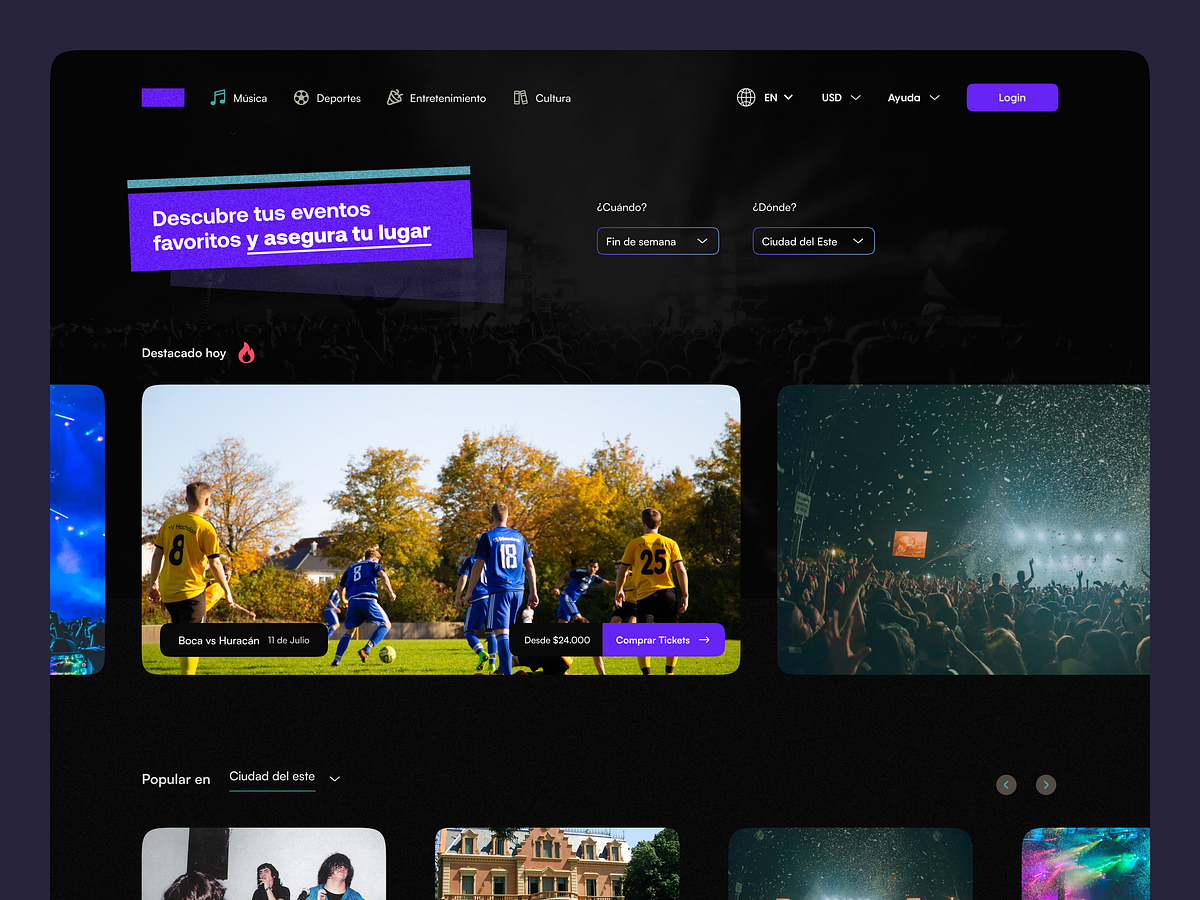 Música
Deportes
Entretenimiento
Cultura
EN
USD
Ayuda
Login
Descubre tus eventos
favoritos y asegura tu lugar
¿Cuándo?
¿Dónde?
Fin de semana
Ciudad del Este
Destacado hoy
8
18
8
25
Boca vs Huracán 11 de Julio
Desde $24.000
Comprar Tickets
Popular en
Ciudad del este